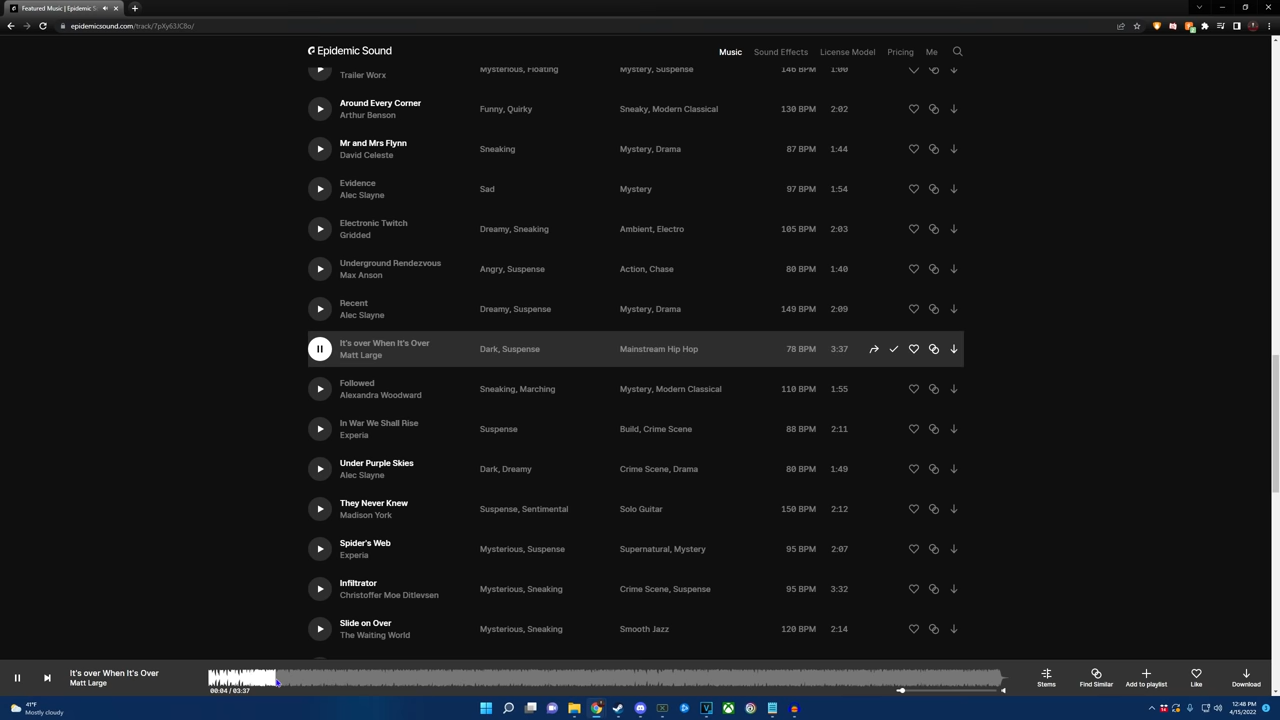 Featured Music | Epidemic S
epidemicsound.com/track/7pXy63JC8o/
Epidemic Sound
Music Sound Effects License Model Pricing Me
Trailer Worx Mysterious, Floating Mystery, Suspense 146 BPM 1:00
Around Every Corner
Arthur Benson
Funny, Quirky Sneaky, Modern Classical 130 BPM 2:02
Mr and Mrs Flynn
David Celeste
Sneaking Mystery, Drama 87 BPM 1:44
Evidence
Alec Slayne
Sad Mystery 97 BPM 1:54
Electronic Twitch
Gridded
Dreamy, Sneaking Ambient, Electro 105 BPM 2:03
Underground Rendezvous
Max Anson
Angry, Suspense Action, Chase 80 BPM 1:40
Recent
Alec Slayne
Dreamy, Suspense Mystery, Drama 149 BPM 2:09
It's over When It's Over
Matt Large
Dark, Suspense Mainstream Hip Hop 78 BPM 3:37
Followed
Alexandra Woodward
Sneaking, Marching Mystery, Modern Classical 110 BPM 1:55
In War We Shall Rise
Experia
Suspense Build, Crime Scene 88 BPM 2:11
Under Purple Skies
Alec Slayne
Dark, Dreamy Crime Scene, Drama 80 BPM 1:49
They Never Knew
Madison York
Suspense, Sentimental Solo Guitar 150 BPM 2:12
Spider's Web
Experia
Mysterious, Suspense Supernatural, Mystery 95 BPM 2:07
Infiltrator
Christoffer Moe Ditlevsen
Mysterious, Sneaking Crime Scene, Suspense 95 BPM 3:32
Slide on Over
The Waiting World
Mysterious, Sneaking Smooth Jazz 120 BPM 2:14
It's over When It's Over
Matt Large
00:04 / 03:37
Stems Find Similar Add to playlist Like Download
41°F
Mostly cloudy
12:48 PM
4/15/2022